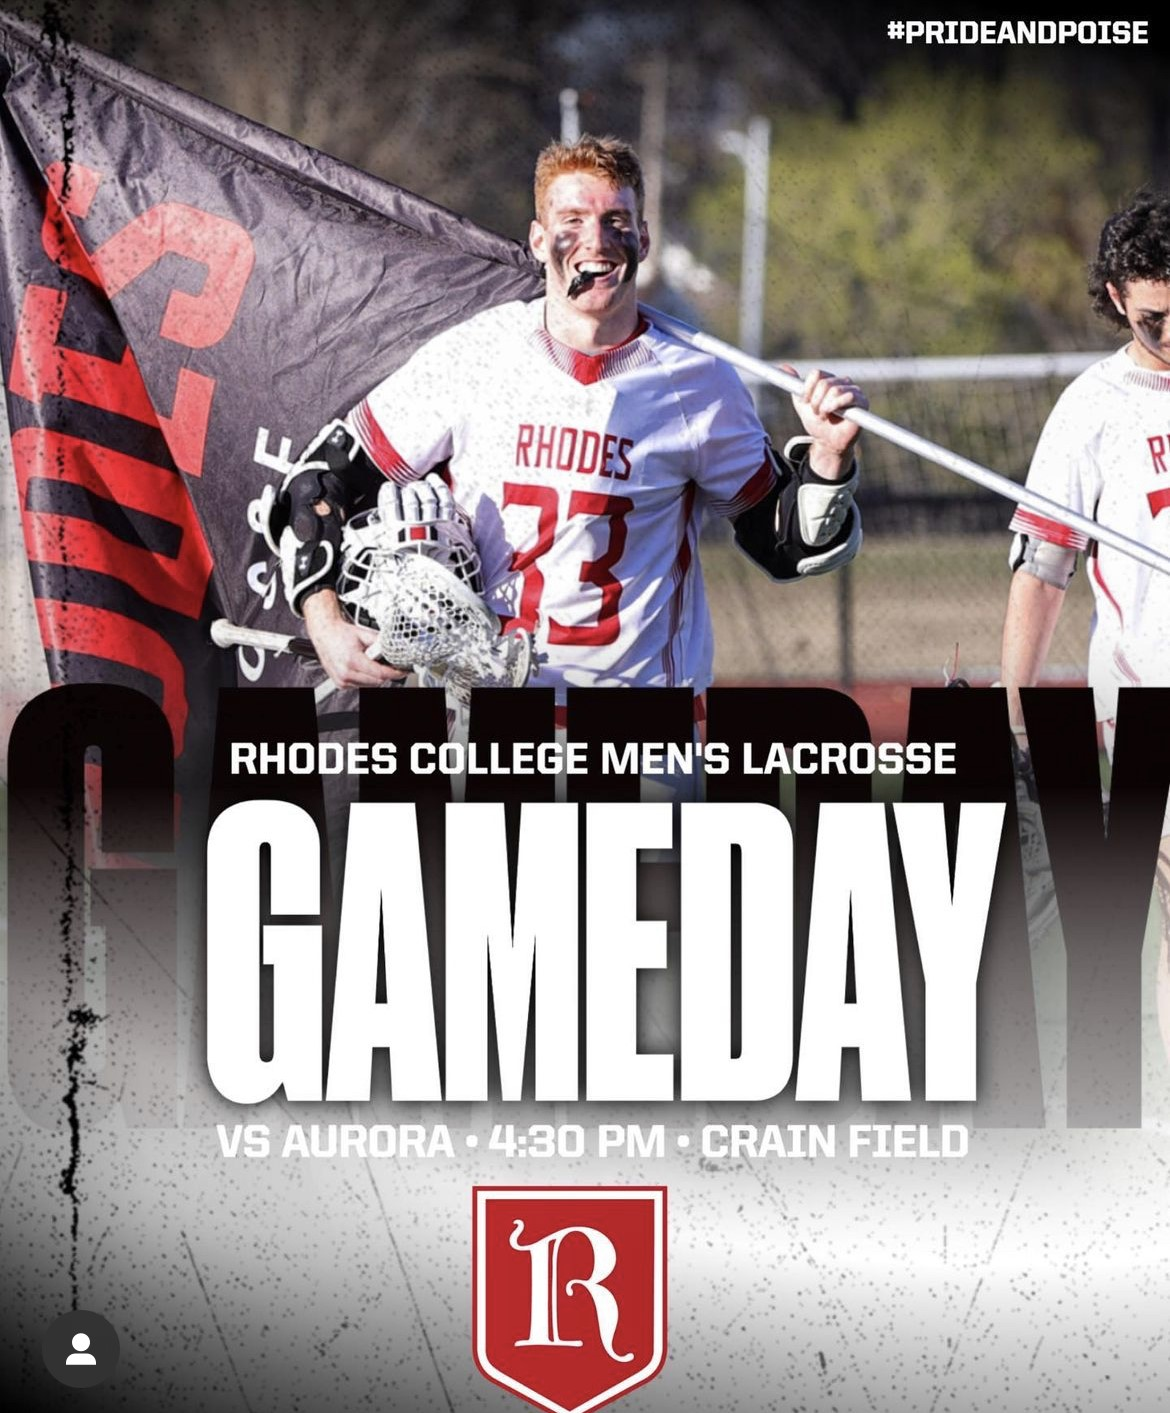 #PRIDEANDPOISE
RHODES
33
RHODES COLLEGE MEN'S LACROSSE
GAMEDAY
VS AURORA • 4:30 PM • CRAIN FIELD
R